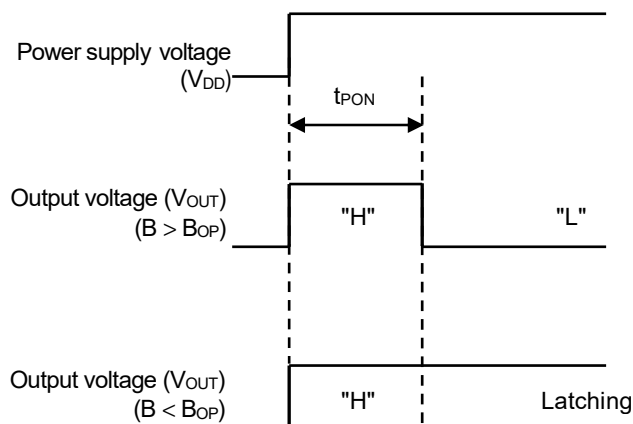 Power supply voltage
(VDD)
tPON
Output voltage (VOUT)
(B > BOP)
"H"
"L"
Output voltage (VOUT)
(B < BOP)
"H"
Latching